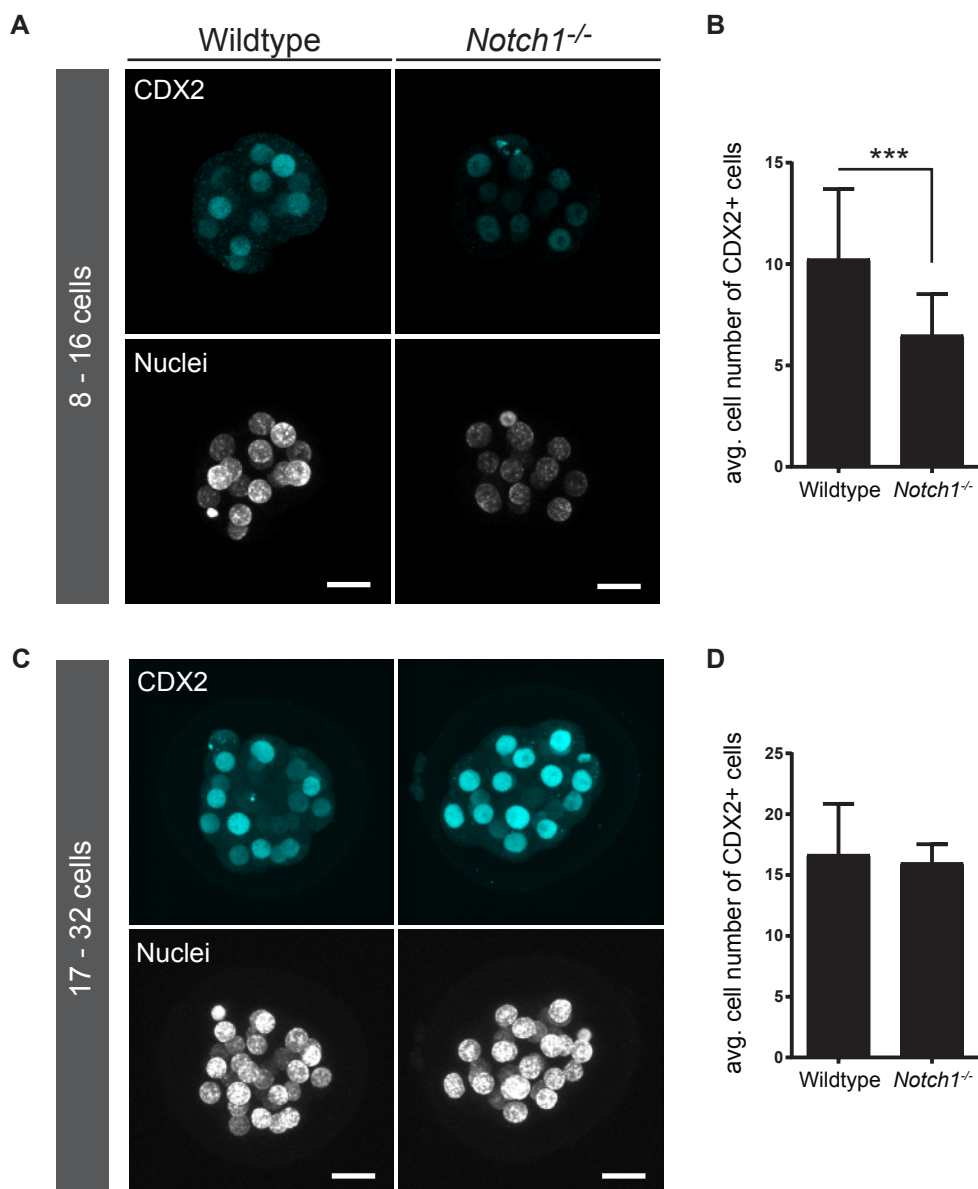 A
Wildtype
Notch1-/-
8 - 16 cells
CDX2
Nuclei
B
avg. cell number of CDX2+ cells
15
10
5
0
***
Wildtype
Notch1-/-
C
17 - 32 cells
CDX2
Nuclei
D
avg. cell number of CDX2+ cells
25
20
15
10
5
0
Wildtype
Notch1-/-